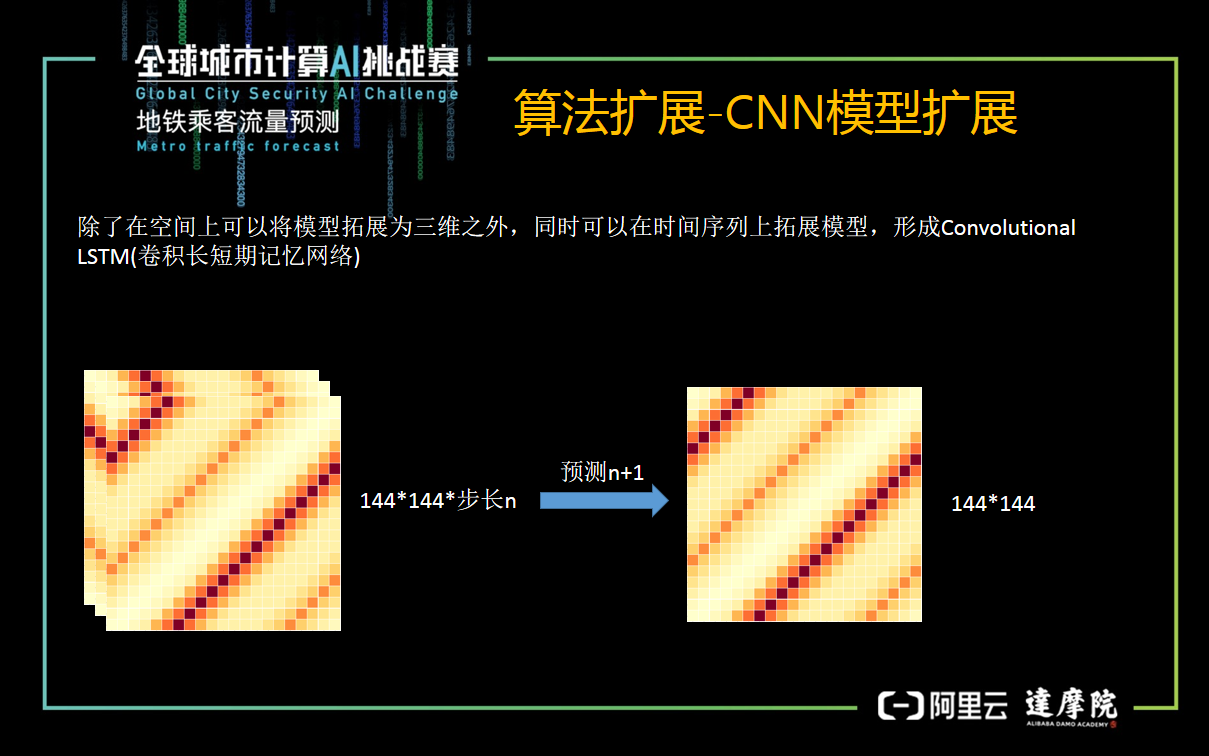 全球城市计算AI挑战赛
Global City Security AI Challenge
地铁乘客流量预测
Metro traffic forecast
算法扩展-CNN模型扩展
除了在空间上可以将模型拓展为三维之外，同时可以在时间序列上拓展模型，形成Convolutional
LSTM(卷积长短期记忆网络)
144*144*步长n
预测n+1
144*144
阿里云
達摩院
ALIBABA DAMO ACADEMY